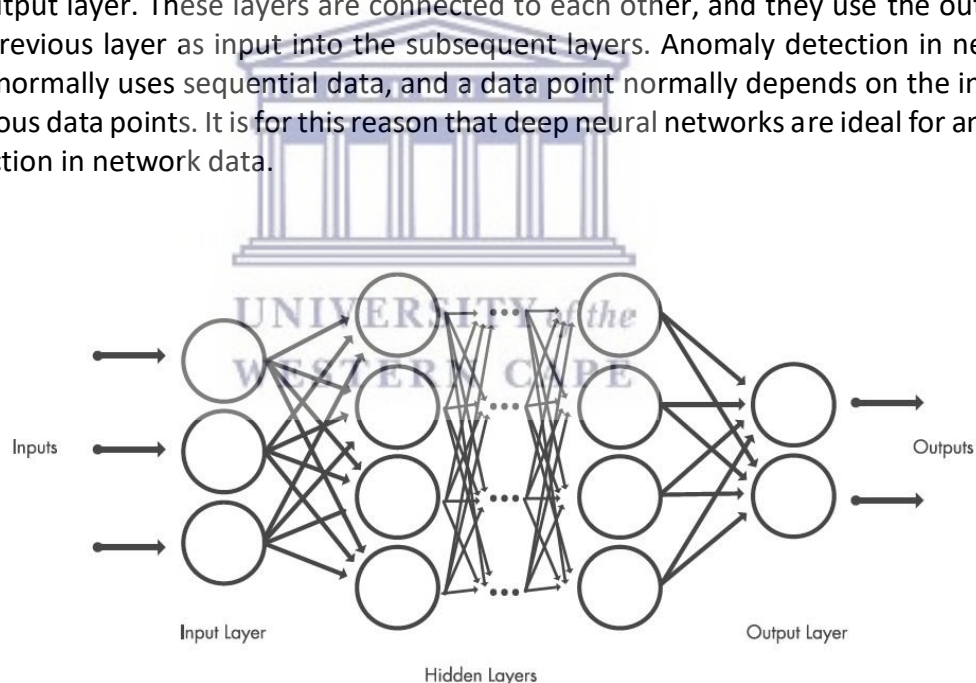 utput layer. These layers are connected to each other, and they use the out
revious layer as input into the subsequent layers. Anomaly detection in ne
normally uses sequential data, and a data point normally depends on the in
ous data points. It is for this reason that deep neural networks are ideal for an
ction in network data.
UNIVERSITY of the
WESTERN CAPE
Inputs
Outputs
Input Layer
Output Layer
Hidden Layers